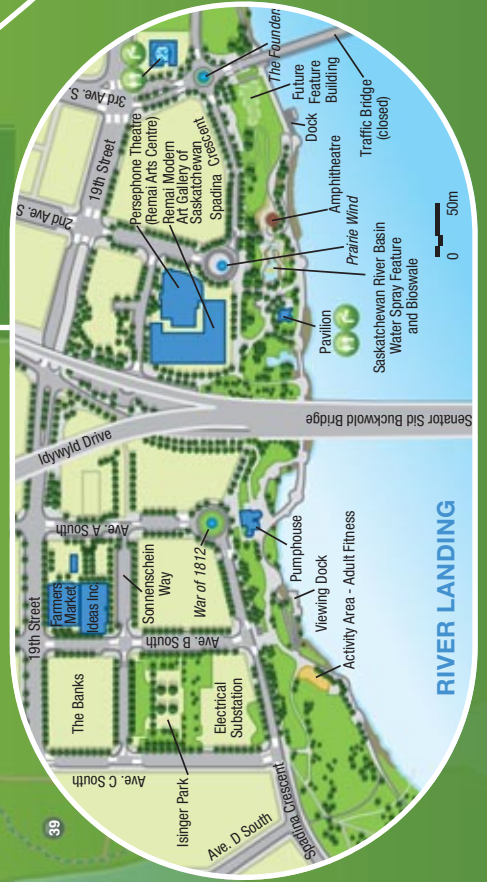 3rd Ave. S.
23
The Founders
Future
Feature
Building
Dock
Traffic Bridge
(closed)
19th Street
2nd Ave. S.
Persephone Theatre
(Remai Arts Centre)
Remai Modern
Art Gallery of
Saskatchewan
Spadina Crescent
Amphitheatre
Prairie Wind
Saskatchewan River Basin
Water Spray Feature
and Bioswale
Pavilion
0
50m
Senator Sid Buckwold Bridge
Idywyld Drive
Ave. A South
Sonnenschein
Way
War of 1812
Pumphouse
Viewing Dock
Activity Area - Adult Fitness
19th Street
Farmers
Market
Ideas Inc.
Ave. B South
The Banks
Isinger Park
Electrical
Substation
Ave. C South
Ave. D South
Spadina Crescent
39
RIVER LANDING